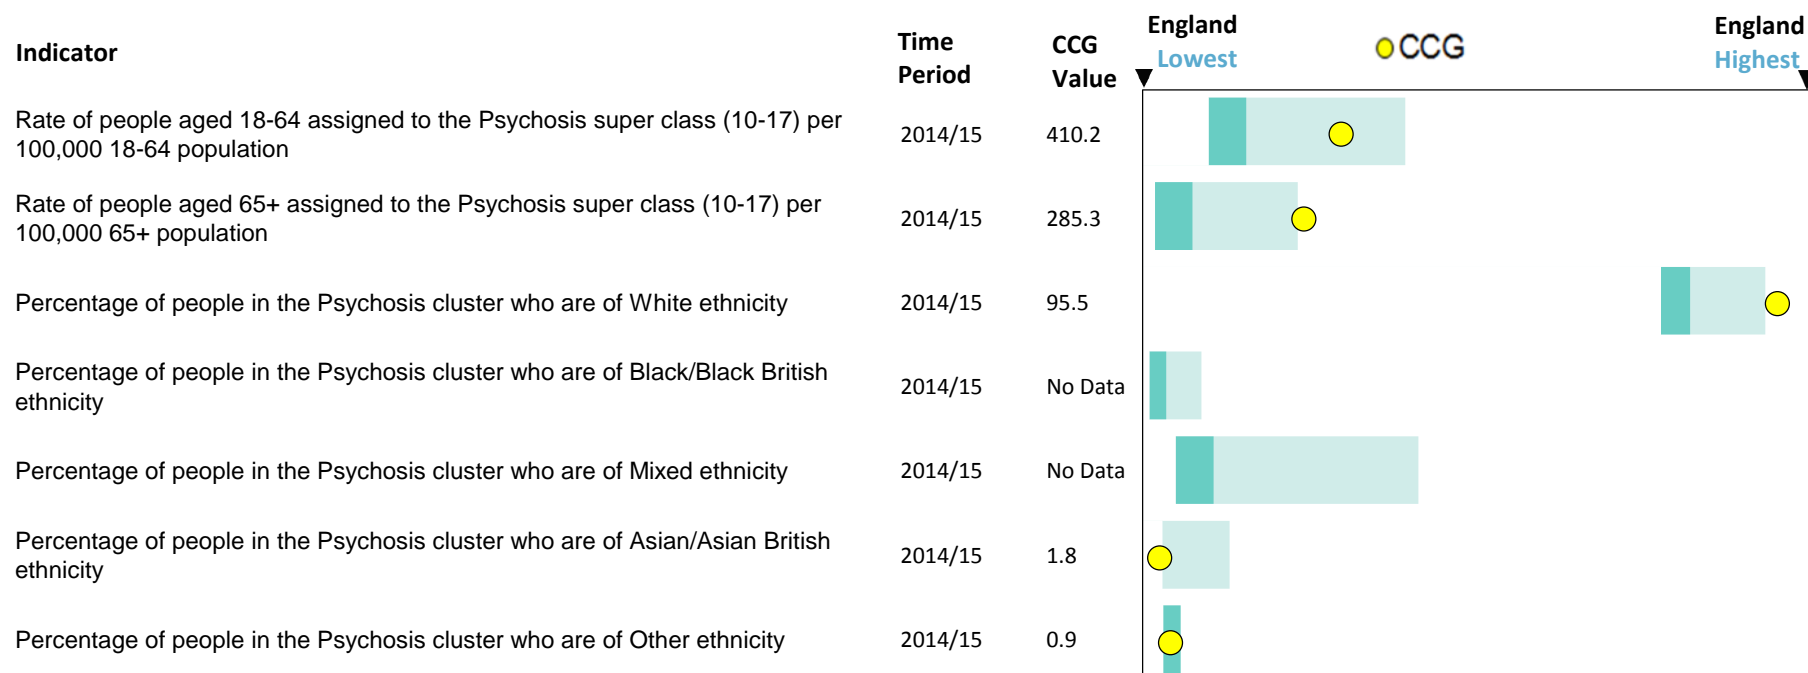 Indicator
Time
Period
CCG
Value
England
Lowest
CCG
England
Highest
Rate of people aged 18-64 assigned to the Psychosis super class (10-17) per
100,000 18-64 population
2014/15
410.2
Rate of people aged 65+ assigned to the Psychosis super class (10-17) per
100,000 65+ population
2014/15
285.3
Percentage of people in the Psychosis cluster who are of White ethnicity
2014/15
95.5
Percentage of people in the Psychosis cluster who are of Black/Black British
ethnicity
2014/15
No Data
Percentage of people in the Psychosis cluster who are of Mixed ethnicity
2014/15
No Data
Percentage of people in the Psychosis cluster who are of Asian/Asian British
ethnicity
2014/15
1.8
Percentage of people in the Psychosis cluster who are of Other ethnicity
2014/15
0.9